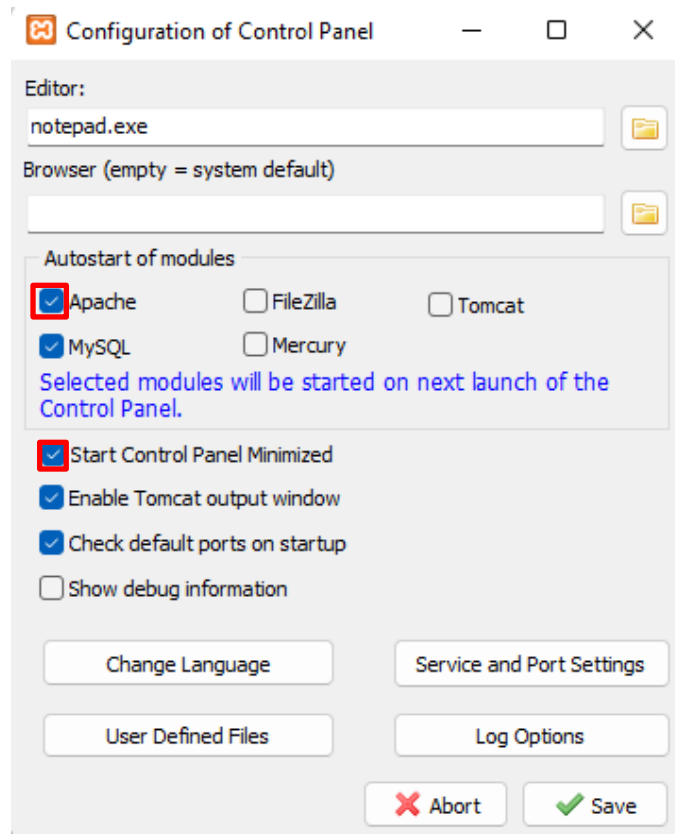 Configuration of Control Panel
Editor:
notepad.exe
Browser (empty = system default)
Autostart of modules
Apache FileZilla Tomcat
MySQL Mercury
Selected modules will be started on next launch of the
Control Panel.
Start Control Panel Minimized
Enable Tomcat output window
Check default ports on startup
Show debug information
Change Language Service and Port Settings
User Defined Files Log Options
Abort Save